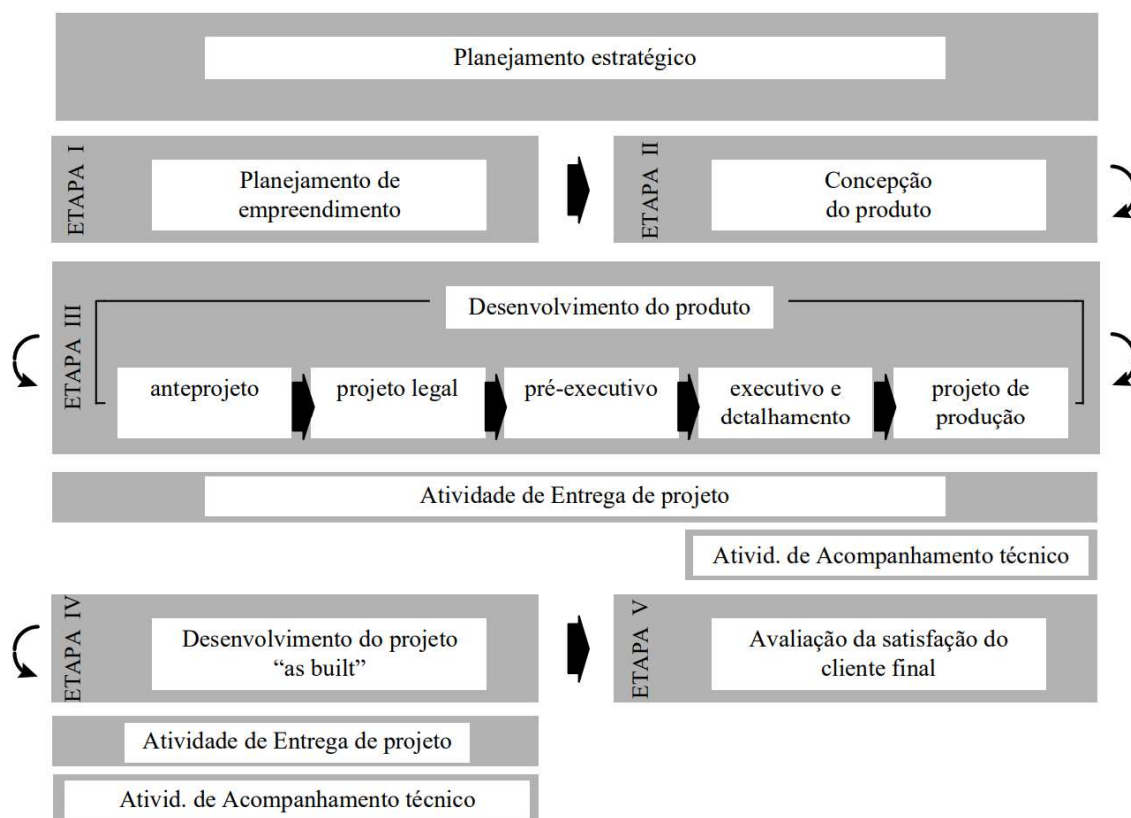 Planejamento estratégico
ETAPA I
Planejamento de
empreendimento
ETAPA II
Concepção
do produto
ETAPA III
Desenvolvimento do produto
anteprojeto
projeto legal
pré-executivo
executivo e
detalhamento
projeto de
produção
Atividade de Entrega de projeto
Ativid. de Acompanhamento técnico
ETAPA IV
Desenvolvimento do projeto
“as built”
ETAPA V
Avaliação da satisfação do
cliente final
Atividade de Entrega de projeto
Ativid. de Acompanhamento técnico